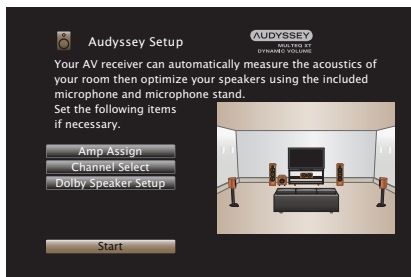 Audyssey Setup
AUDYSSEY
MULTEQ XT
DYNAMIC VOLUME
Your AV receiver can automatically measure the acoustics of
your room then optimize your speakers using the included
microphone and microphone stand.
Set the following items
if necessary.
Amp Assign
Channel Select
Dolby Speaker Setup
Start